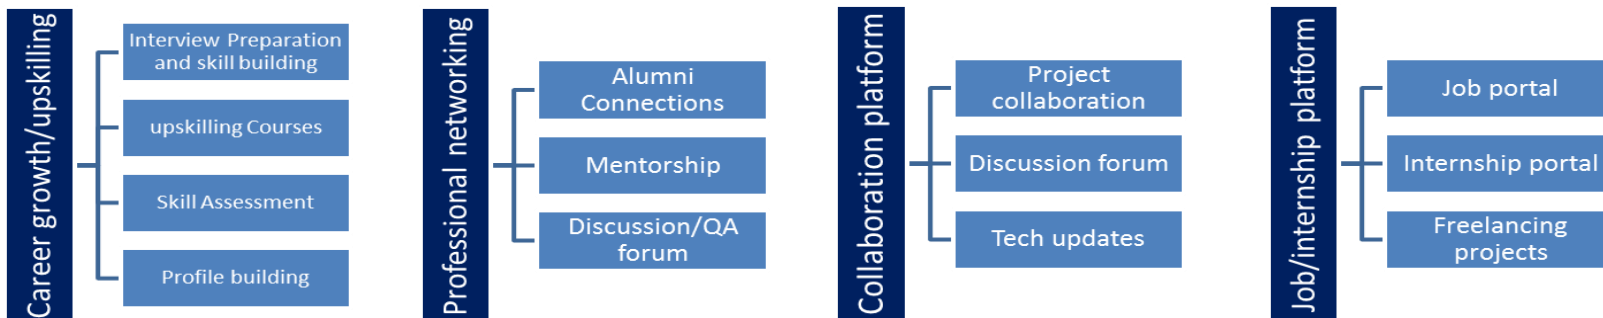 Career growth/upskilling
Interview Preparation
and skill building
upskilling Courses
Skill Assessment
Profile building
Professional networking
Alumni
Connections
Mentorship
Discussion/QA
forum
Collaboration platform
Project
collaboration
Discussion forum
Tech updates
Job/internship platform
Job portal
Internship portal
Freelancing
projects